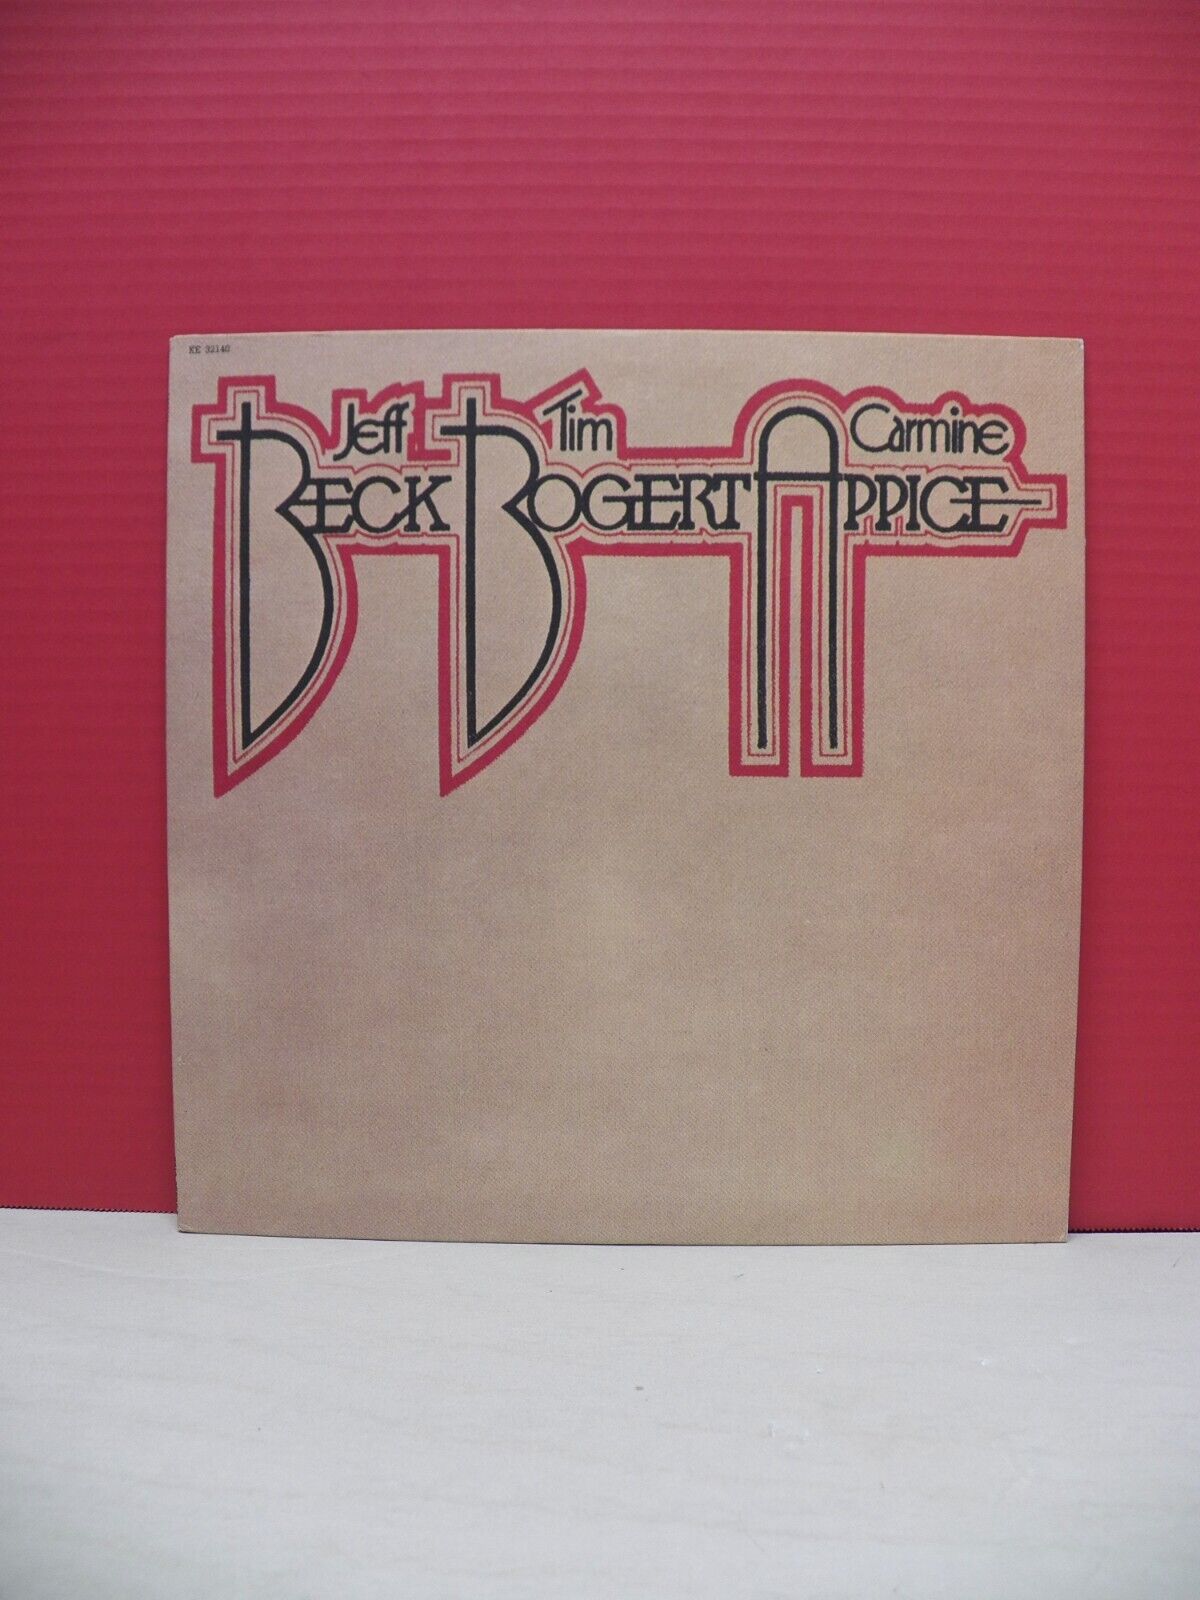 KE 32140
Jeff Tim Carmine
BECK BOGERT APPICE